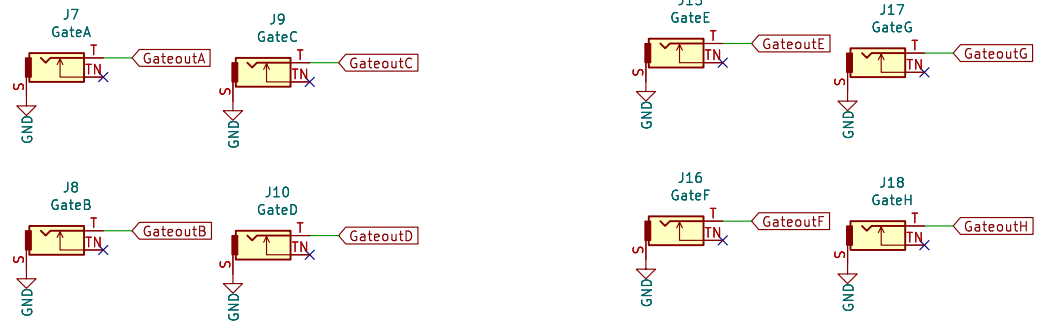 J7
GateA
T
GateoutA
TN
S
GND
J9
GateC
T
GateoutC
TN
S
GND
GateE
T
GateoutE
TN
S
GND
J17
GateG
T
GateoutG
TN
S
GND
J8
GateB
T
GateoutB
TN
S
GND
J10
GateD
T
GateoutD
TN
S
GND
J16
GateF
T
GateoutF
TN
S
GND
J18
GateH
T
GateoutH
TN
S
GND